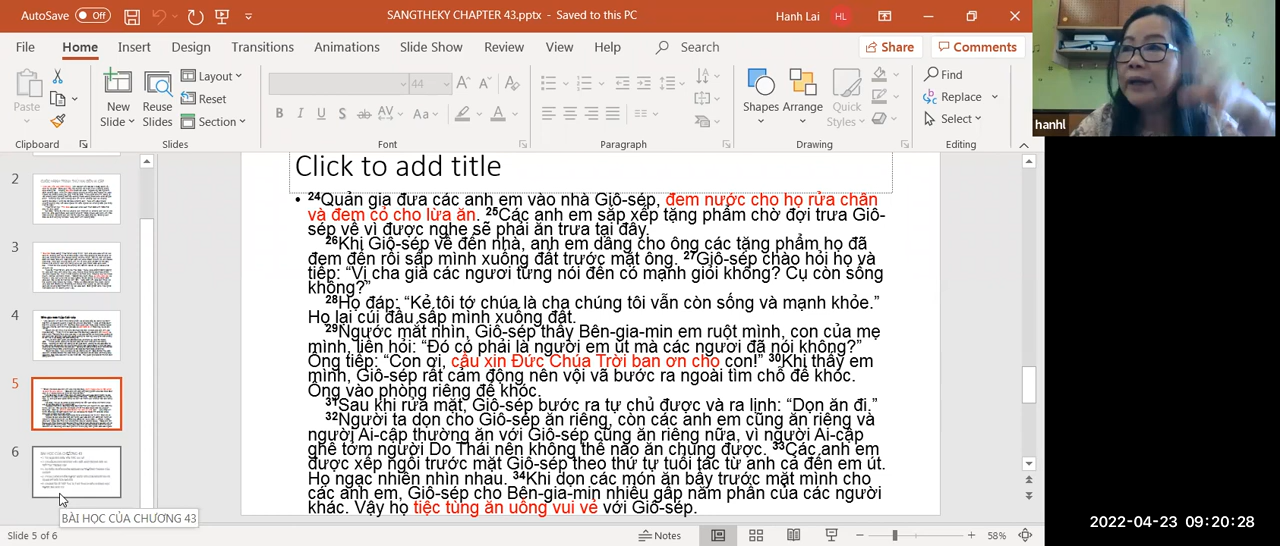 AutoSave Off
SANGTHEKY CHAPTER 43.pptx - Saved to this PC
Hanh Lai HL
File Home Insert Design Transitions Animations Slide Show Review View Help Search Share Comments
Paste
New Slide
Reuse Slides
Layout
Reset
Section
44
Shapes
Arrange
Quick Styles
Find
Replace
Select
Clipboard Slides Font Paragraph Drawing Editing
hanhl
2
3
4
5
6
BÀI HỌC CỦA CHƯƠNG 43
Click to add title
• 24Quản gia đưa các anh em vào nhà Giô-sép, đem nước cho họ rửa chân
và đem cỏ cho lừa ăn. 25Các anh em sắp xếp tặng phẩm chờ đợi trưa Giô-
sép về vì được nghe sẽ phải ăn trưa tại đây.
26Khi Giô-sép về đến nhà, anh em dâng cho ông các tặng phẩm họ đã
đem đến rồi sấp mình xuống đất trước mặt ông. 27Giô-sép chào hỏi họ và
tiếp: “Vị cha già các ngươi từng nói đến có mạnh giỏi không? Cụ còn sống
không?”
28Họ đáp: “Kẻ tôi tớ chúa là cha chúng tôi vẫn còn sống và mạnh khỏe.”
Họ lại cúi đầu sấp mình xuống đất.
29Ngước mắt nhìn, Giô-sép thấy Bên-gia-min em ruột mình, con của mẹ
mình, liền hỏi: “Đó có phải là người em út mà các ngươi đã nói không?”
Ông tiếp: “Con ơi, cầu xin Đức Chúa Trời ban ơn cho con!” 30Khi thấy em
mình, Giô-sép rất cảm động nên vội vã bước ra ngoài tìm chỗ để khóc.
Ông vào phòng riêng để khóc.
31Sau khi rửa mặt, Giô-sép bước ra tự chủ được và ra lịnh: “Dọn ăn đi.”
32Người ta dọn cho Giô-sép ăn riêng, còn các anh em cũng ăn riêng và
người Ai-cập thường ăn với Giô-sép cũng ăn riêng nữa, vì người Ai-cập
ghê tởm người Do Thái nên không thể nào ăn chung được. 33Các anh em
được xếp ngồi trước mặt Giô-sép theo thứ tự tuổi tác từ anh cả đến em út.
Họ ngạc nhiên nhìn nhau. 34Khi dọn các món ăn bày trước mặt mình cho
các anh em, Giô-sép cho Bên-gia-min nhiều gấp năm phần của các người
khác. Vậy họ tiệc tùng ăn uống vui vẻ với Giô-sép.
Slide 5 of 6
Notes
58%
2022-04-23 09:20:28